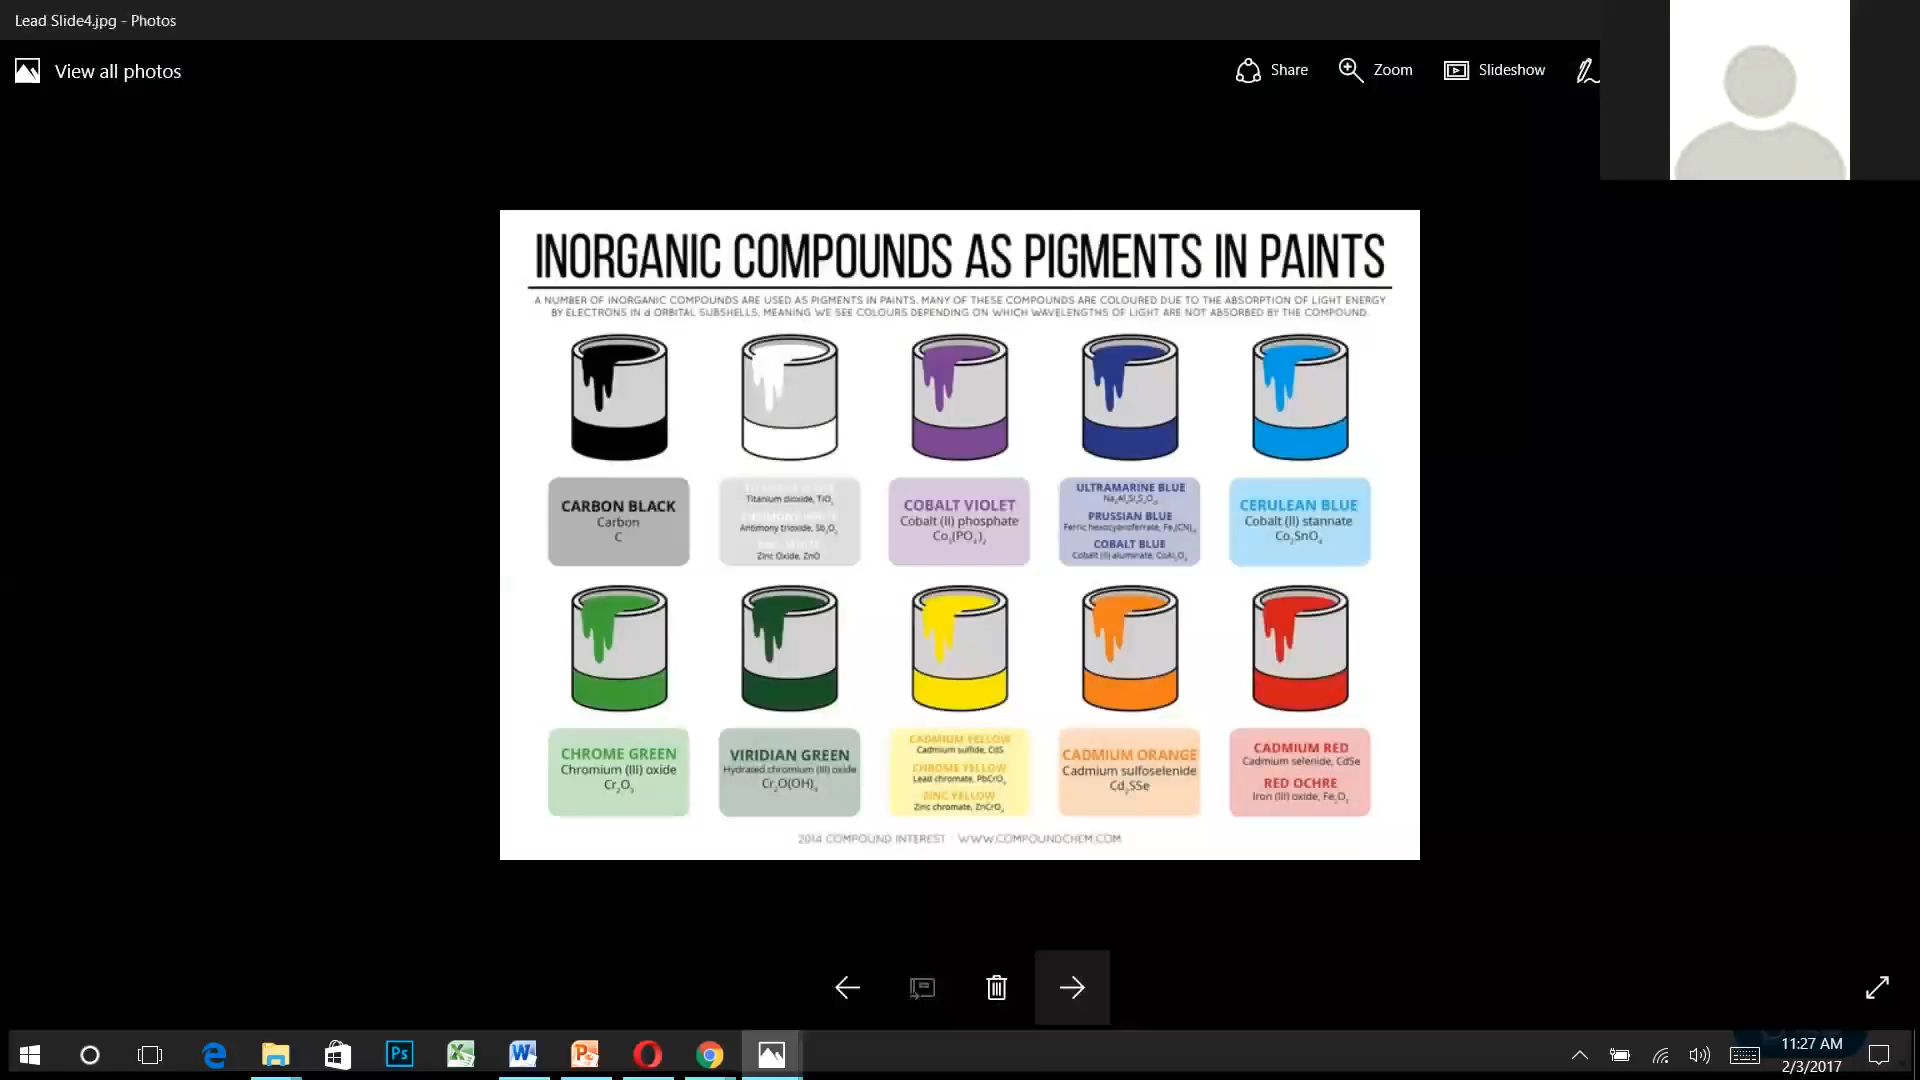 Lead Slide4.jpg - Photos
View all photos
Share
Zoom
Slideshow
INORGANIC COMPOUNDS AS PIGMENTS IN PAINTS
A NUMBER OF INORGANIC COMPOUNDS ARE USED AS PIGMENTS IN PAINTS. MANY OF THESE COMPOUNDS ARE COLOURED DUE TO THE ABSORPTION OF LIGHT ENERGY
BY ELECTRONS IN d ORBITAL SUBSHELLS, MEANING WE SEE COLOURS DEPENDING ON WHICH WAVELENGTHS OF LIGHT ARE NOT ABSORBED BY THE COMPOUND.
CARBON BLACK
Carbon
C
Titanium dioxide, TiO₂
Antimony trioxide, Sb₂O₃
Zinc Oxide, ZnO
COBALT VIOLET
Cobalt (II) phosphate
Co₃(PO₄)₂
ULTRAMARINE BLUE
PRUSSIAN BLUE
Ferric hexocyanoferrate,
COBALT BLUE
Cobalt (II) aluminate, CoAl₂O₄
CERULEAN BLUE
Cobalt (II) stannate
Co₂SnO₄
CHROME GREEN
Chromium (III) oxide
Cr₂O₃
VIRIDIAN GREEN
Hydrated chromium (III) oxide
Cr₂O(OH)₄
CADMIUM YELLOW
Cadmium sulfide, CdS
CHROME YELLOW
Lead chromate, PbCrO₄
ZINC YELLOW
Zinc chromate, ZnCrO₄
CADMIUM ORANGE
Cadmium sulfoselenide
Cd₂SSe
CADMIUM RED
Cadmium selenide, CdSe
RED OCHRE
Iron (III) oxide, Fe₂O₃
2014 COMPOUND INTEREST - WWW.COMPOUNDCHEM.COM
11:27 AM
2/3/2017